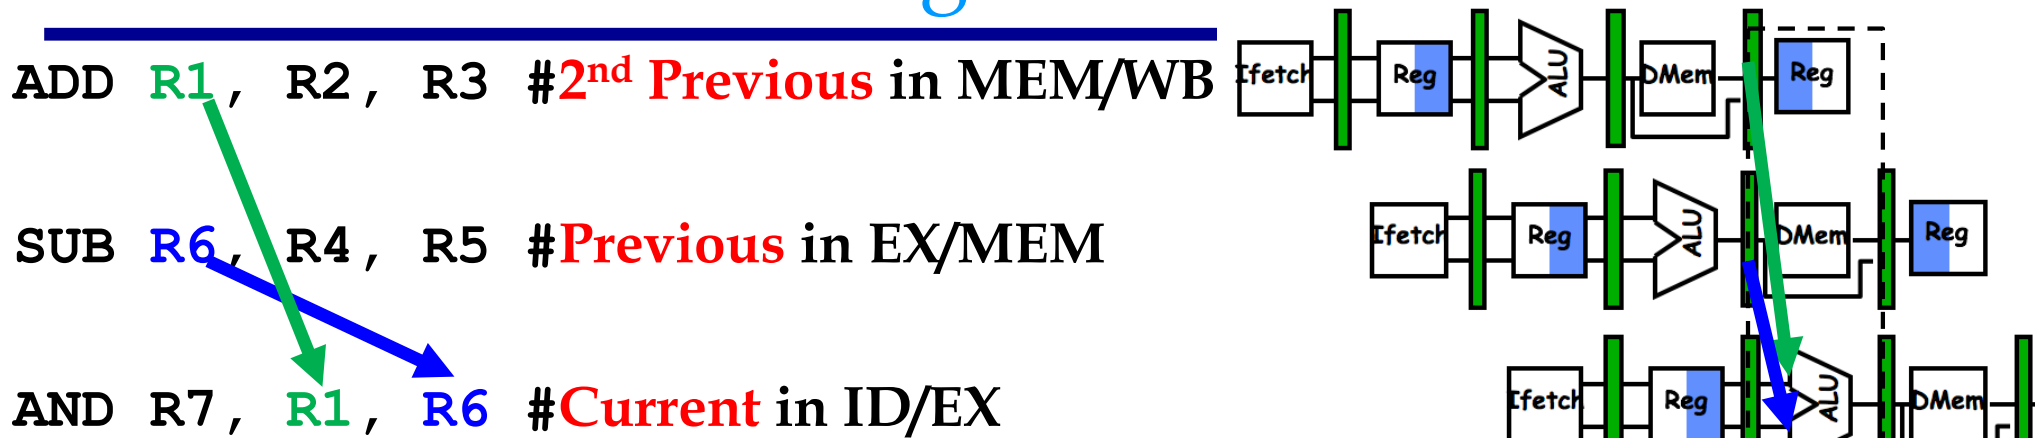 ADD R1, R2, R3 #2nd Previous in MEM/WB
Ifetch Reg ALU DMem Reg
SUB R6, R4, R5 #Previous in EX/MEM
Ifetch Reg ALU DMem Reg
AND R7, R1, R6 #Current in ID/EX
Ifetch Reg ALU DMem